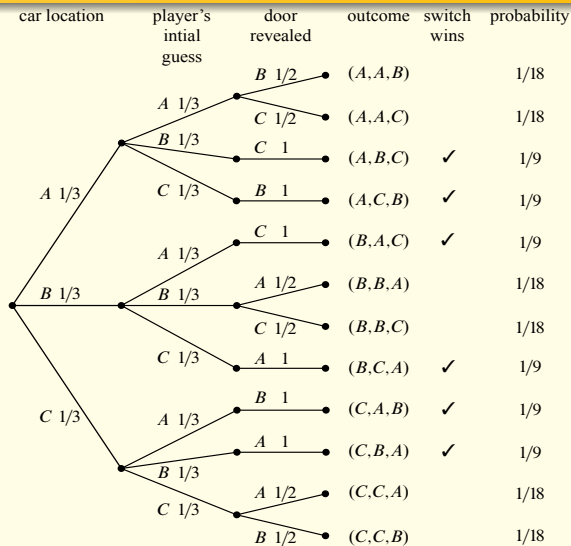 car location player's door outcome switch probability
intial revealed wins
guess
B 1/2 (A,A,B) 1/18
A 1/3
C 1/2 (A,A,C) 1/18
B 1/3 C 1 (A,B,C) ✓ 1/9
A 1/3 C 1/3 B 1 (A,C,B) ✓ 1/9
C 1 (B,A,C) ✓ 1/9
A 1/3
B 1/3 B 1/3 A 1/2 (B,B,A) 1/18
C 1/2 (B,B,C) 1/18
C 1/3 A 1 (B,C,A) ✓ 1/9
C 1/3 A 1/3 B 1 (C,A,B) ✓ 1/9
A 1 (C,B,A) ✓ 1/9
B 1/3
C 1/3 A 1/2 (C,C,A) 1/18
B 1/2 (C,C,B) 1/18